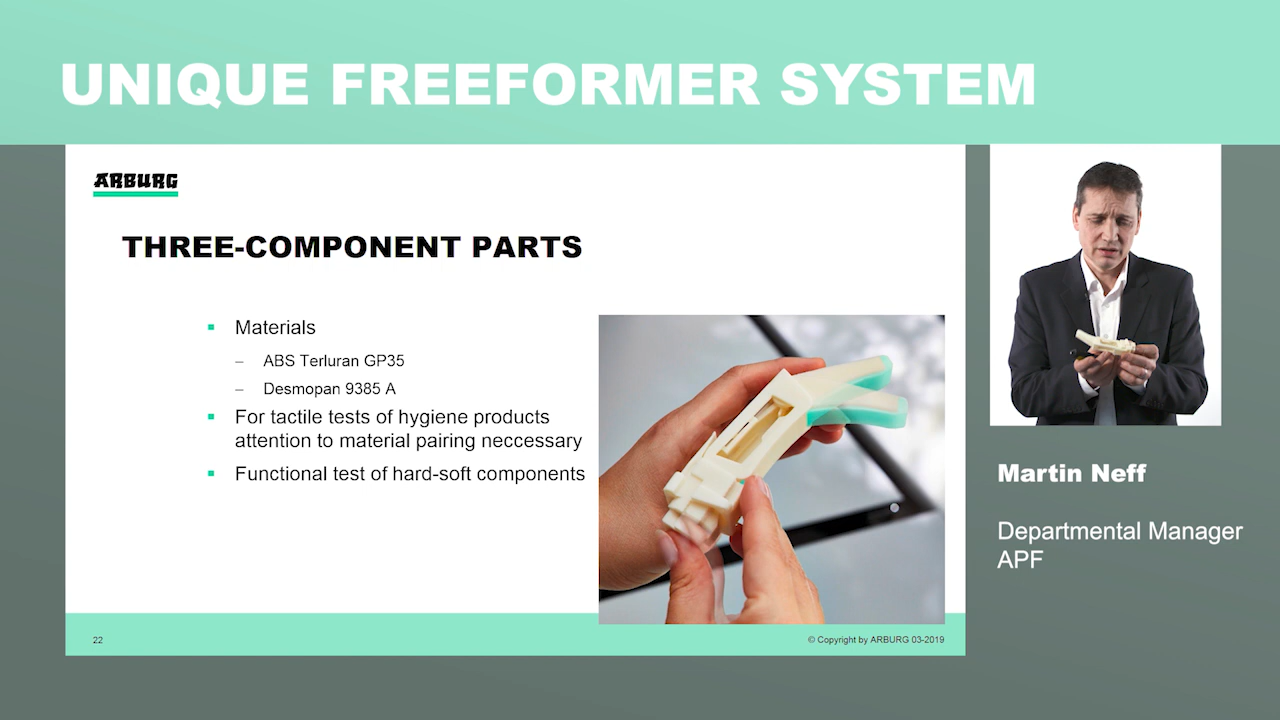 UNIQUE FREEFORMER SYSTEM
ARBURG
THREE-COMPONENT PARTS
▪ Materials
– ABS Terluran GP35
– Desmopan 9385 A
▪ For tactile tests of hygiene products
attention to material pairing neccessary
▪ Functional test of hard-soft components
22
© Copyright by ARBURG 03-2019
Martin Neff
Departmental Manager
APF